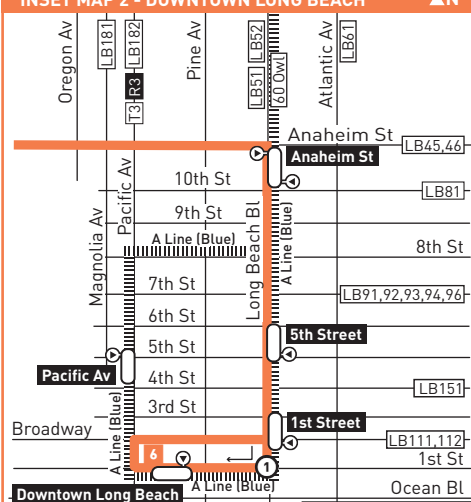 INSET MAP 2 - DOWNTOWN LONG BEACH
▲N
Oregon Av
LB181
T3
R3
LB182
Pine Av
LB51
LB52
60 Owl
Atlantic Av
LB61
Anaheim St
LB45,46
Anaheim St
10th St
LB81
Magnolia Av
Pacific Av
9th St
Long Beach Bl
A Line (Blue)
A Line (Blue)
8th St
7th St
LB91,92,93,94,96
6th St
5th St
5th Street
Pacific Av
4th St
LB151
3rd St
1st Street
Broadway
LB111,112
A Line (Blue)
6
1
1st St
A Line (Blue)
Downtown Long Beach
Ocean Bl